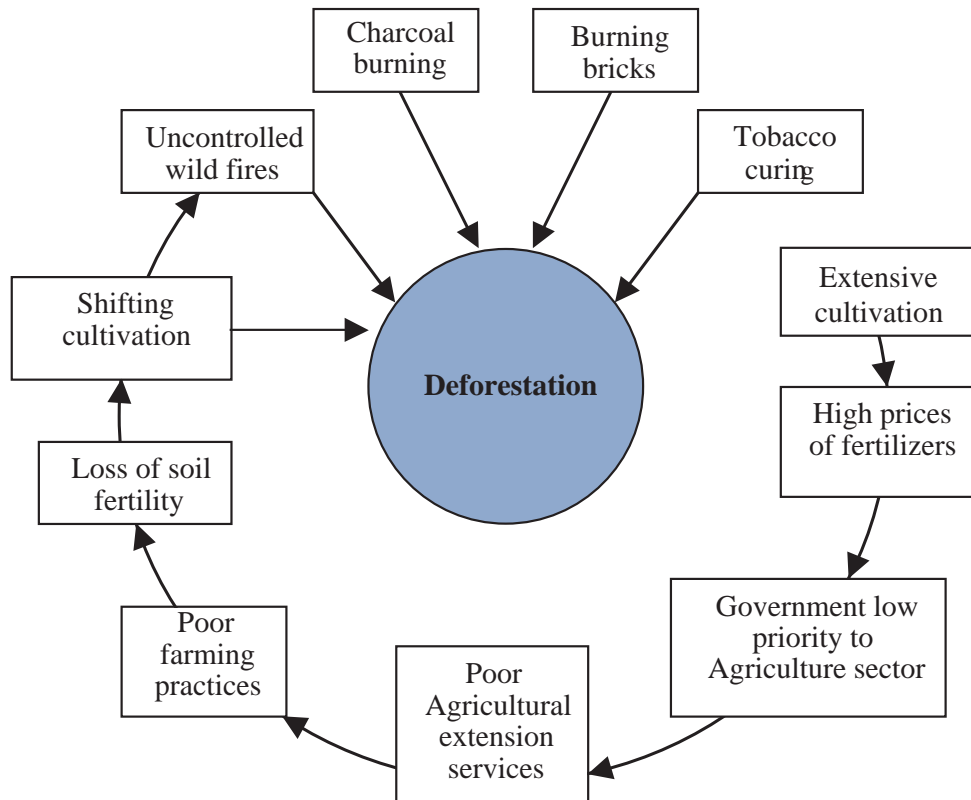 Charcoal
burning
Burning
bricks
Uncontrolled
wild fires
Tobacco
curing
Shifting
cultivation
Extensive
cultivation
Deforestation
High prices
of fertilizers
Loss of soil
fertility
Government low
priority to
Agriculture sector
Poor
farming
practices
Poor
Agricultural
extension
services